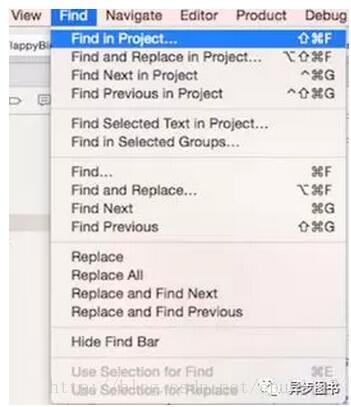 View Find Navigate Editor Product Debug
lappyBi
Find in Project... ⇧⌘F
Find and Replace in Project... ⌥⇧⌘F
Find Next in Project ^⌘G
Find Previous in Project ^⇧⌘G
Find Selected Text in Project...
Find in Selected Groups...
Find... ⌘F
Find and Replace... ⌥⌘F
Find Next ⌘G
Find Previous ⇧⌘G
Replace
Replace All
Replace and Find Next
Replace and Find Previous
Hide Find Bar
Use Selection for Find ⌘E
Use Selection for Replace
异步图书